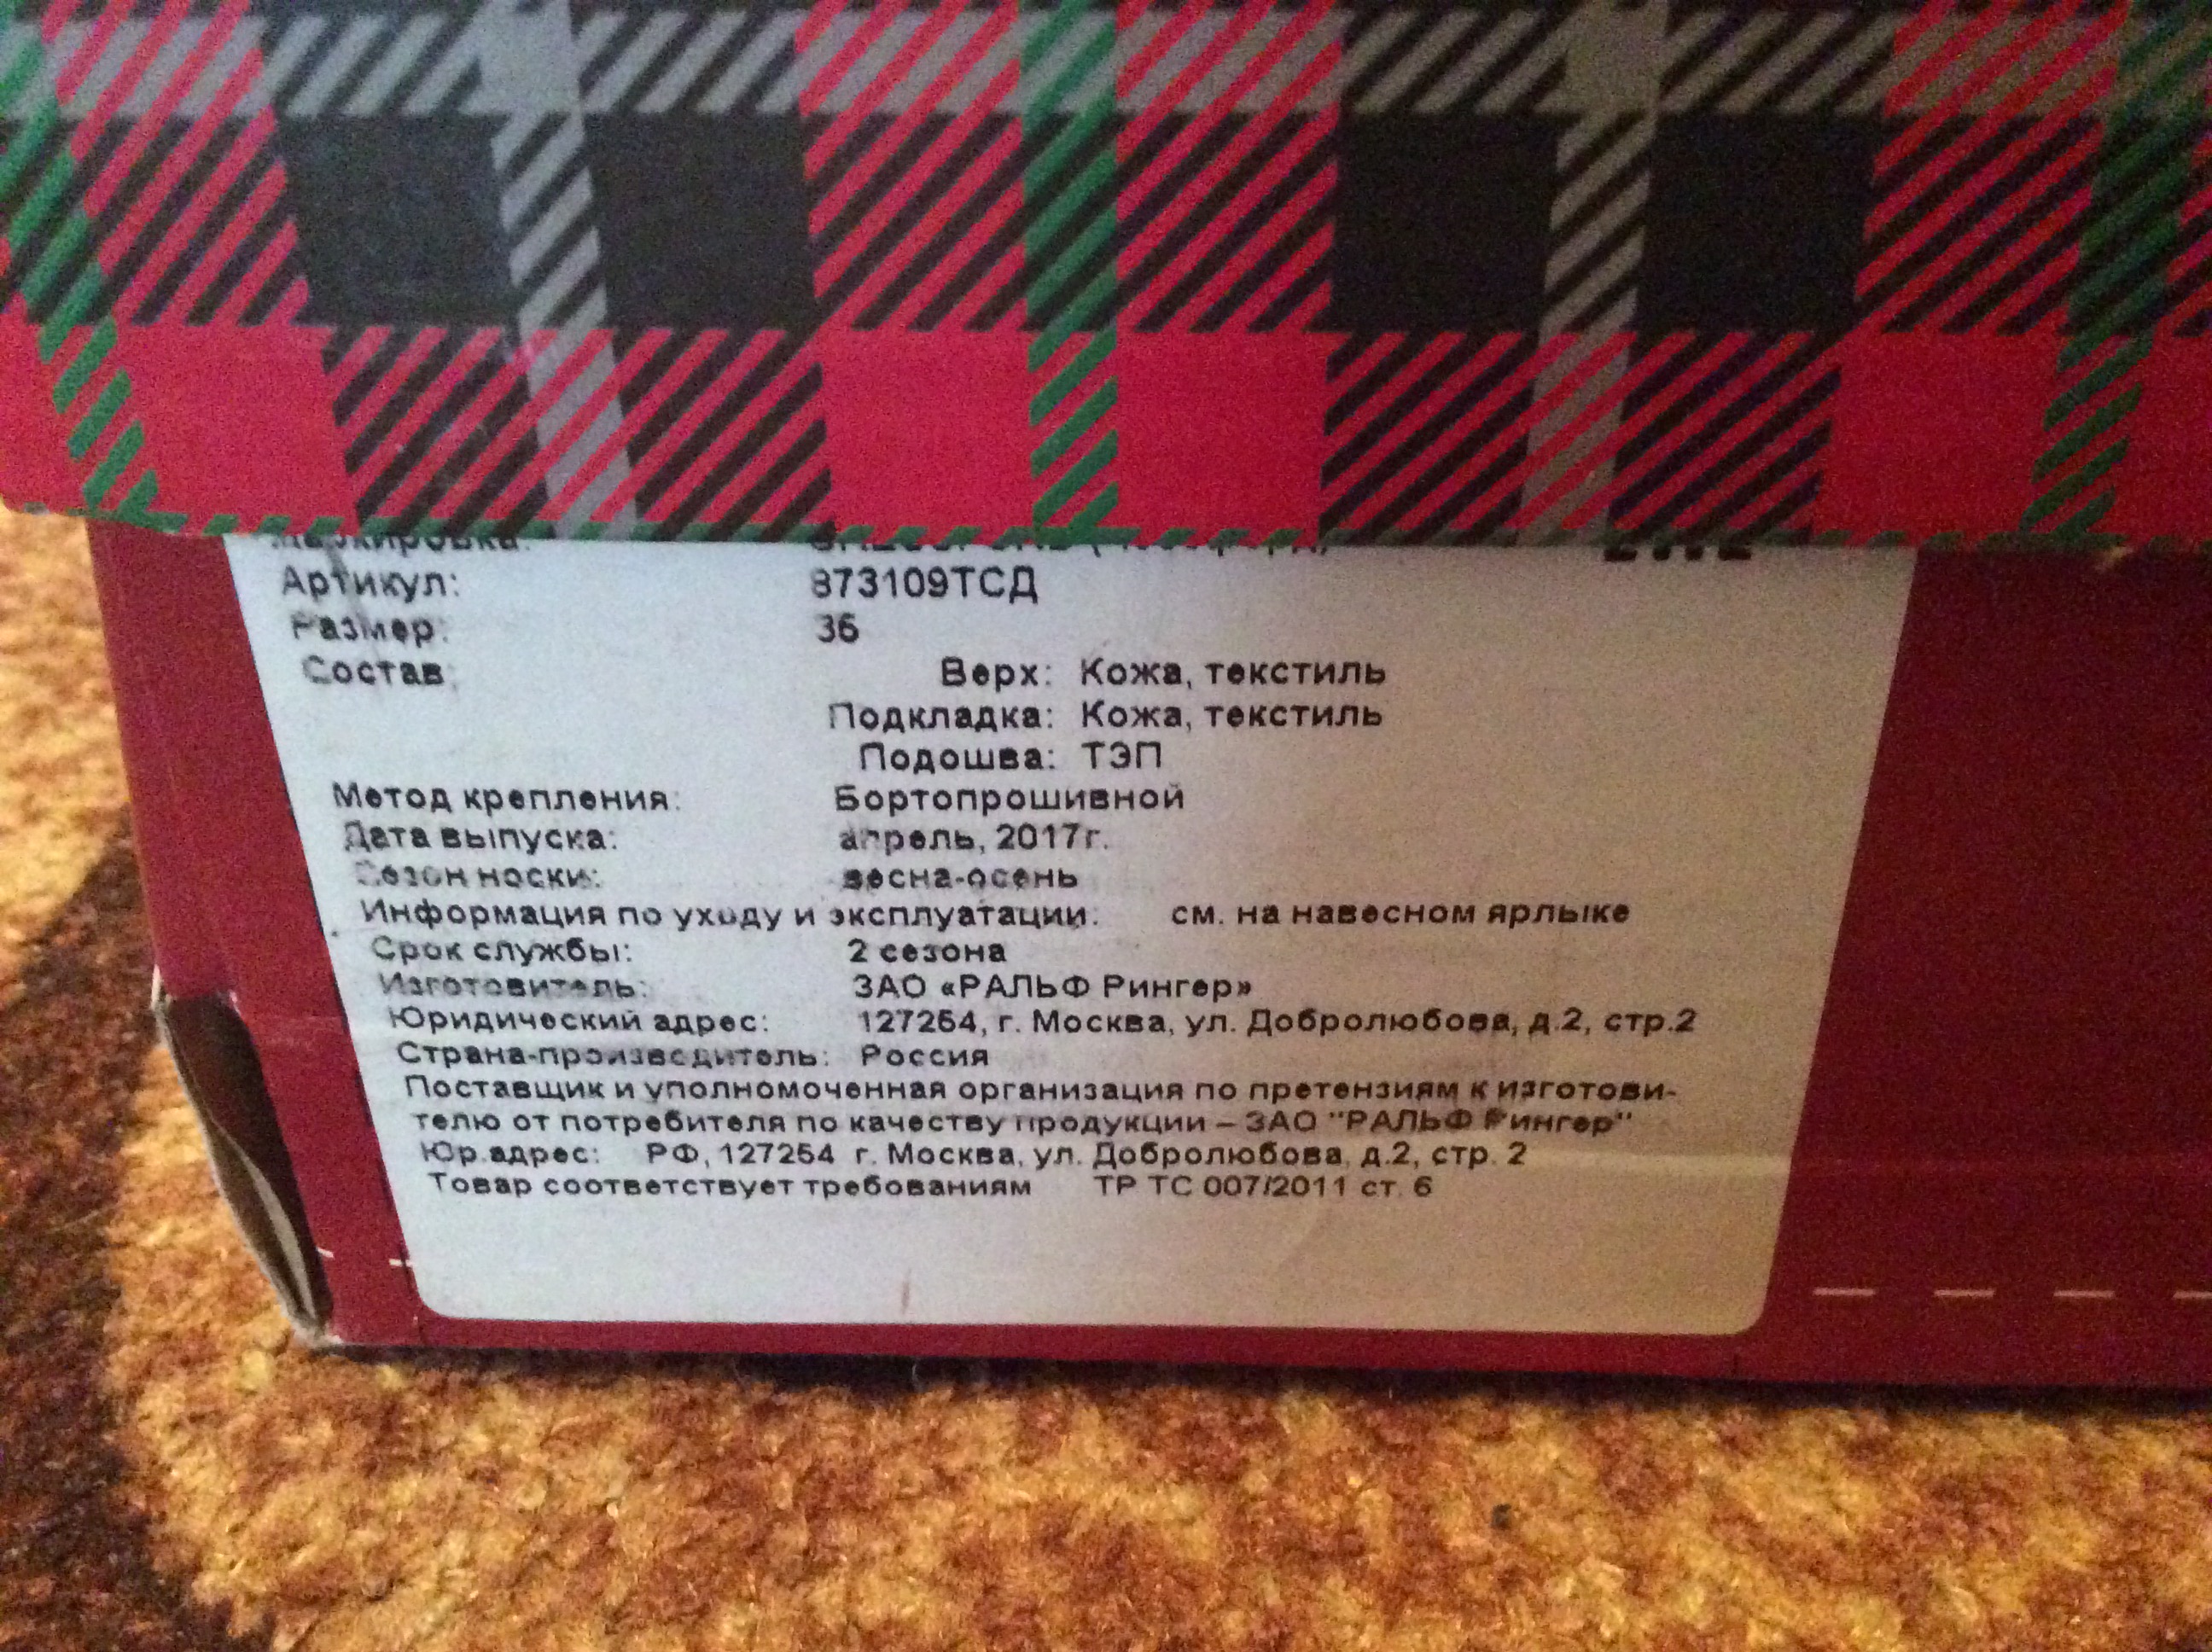 Маркировка:
Артикул: 873109ТСД
Размер: 36
Состав: Верх: Кожа, текстиль
Подкладка: Кожа, текстиль
Подошва: ТЭП
Метод крепления: Бортопрошивной
Дата выпуска: апрель, 2017г.
Сезон носки: весна-осень
Информация по уходу и эксплуатации: см. на навесном ярлыке
Срок службы: 2 сезона
Изготовитель: ЗАО «РАЛЬФ Рингер»
Юридический адрес: 127254, г. Москва, ул. Добролюбова, д.2, стр.2
Страна-производитель: Россия
Поставщик и уполномоченная организация по претензиям к изготови-
телю от потребителя по качеству продукции – ЗАО "РАЛЬФ Рингер"
Юр.адрес: РФ, 127254 г. Москва, ул. Добролюбова, д.2, стр. 2
Товар соответствует требованиям ТР ТС 007/2011 ст. 6